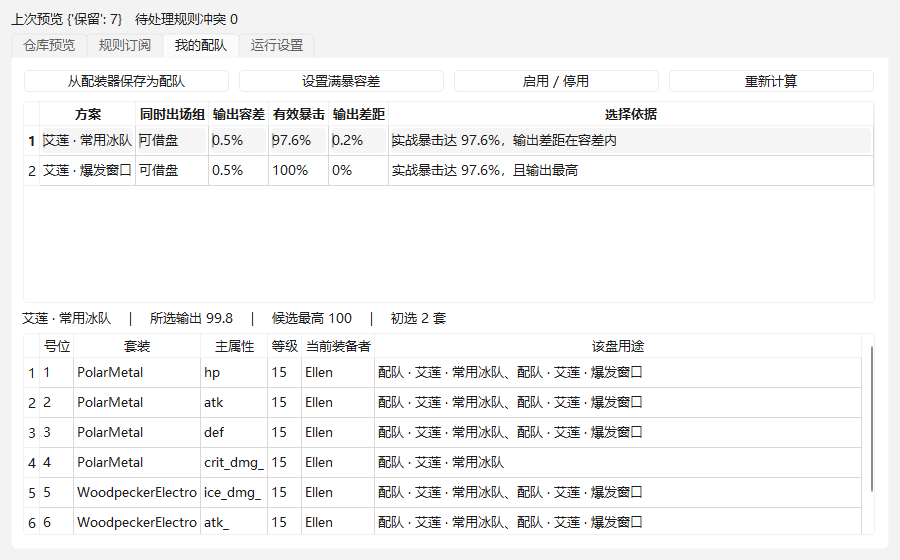 上次预览 {'保留': 7} 待处理规则冲突 0
仓库预览 规则订阅 我的配队 运行设置
从配装器保存为配队 设置满暴容差 启用 / 停用 重新计算
方案 同时出场组 输出容差 有效暴击 输出差距 选择依据
1 艾莲 · 常用冰队 可借盘 0.5% 97.6% 0.2% 实战暴击达 97.6%，输出差距在容差内
2 艾莲 · 爆发窗口 可借盘 0.5% 100% 0% 实战暴击达 97.6%，且输出最高
艾莲 · 常用冰队 | 所选输出 99.8 | 候选最高 100 | 初选 2 套
号位 套装 主属性 等级 当前装备者 该盘用途
1 1 PolarMetal hp 15 Ellen 配队 · 艾莲 · 常用冰队、配队 · 艾莲 · 爆发窗口
2 2 PolarMetal atk 15 Ellen 配队 · 艾莲 · 常用冰队、配队 · 艾莲 · 爆发窗口
3 3 PolarMetal def 15 Ellen 配队 · 艾莲 · 常用冰队、配队 · 艾莲 · 爆发窗口
4 4 PolarMetal crit_dmg_ 15 Ellen 配队 · 艾莲 · 常用冰队
5 5 WoodpeckerElectro ice_dmg_ 15 Ellen 配队 · 艾莲 · 常用冰队、配队 · 艾莲 · 爆发窗口
6 6 WoodpeckerElectro atk_ 15 Ellen 配队 · 艾莲 · 常用冰队、配队 · 艾莲 · 爆发窗口